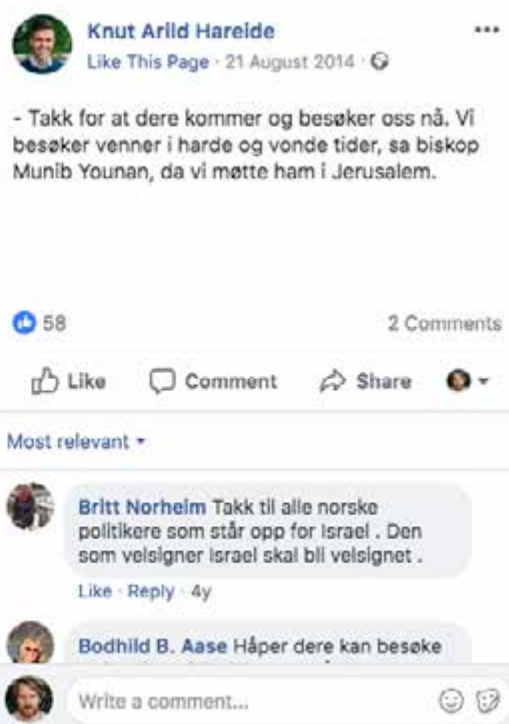 Knut Arild Hareide
Like This Page · 21 August 2014 ·
- Takk for at dere kommer og besøker oss nå. Vi
besøker venner i harde og vonde tider, sa biskop
Munib Younan, da vi møtte ham i Jerusalem.
58
2 Comments
Like Comment Share
Most relevant
Britt Norheim Takk til alle norske
politikere som står opp for Israel . Den
som velsigner Israel skal bli velsignet .
Like · Reply · 4y
Bodhild B. Aase Håper dere kan besøke
Write a comment...